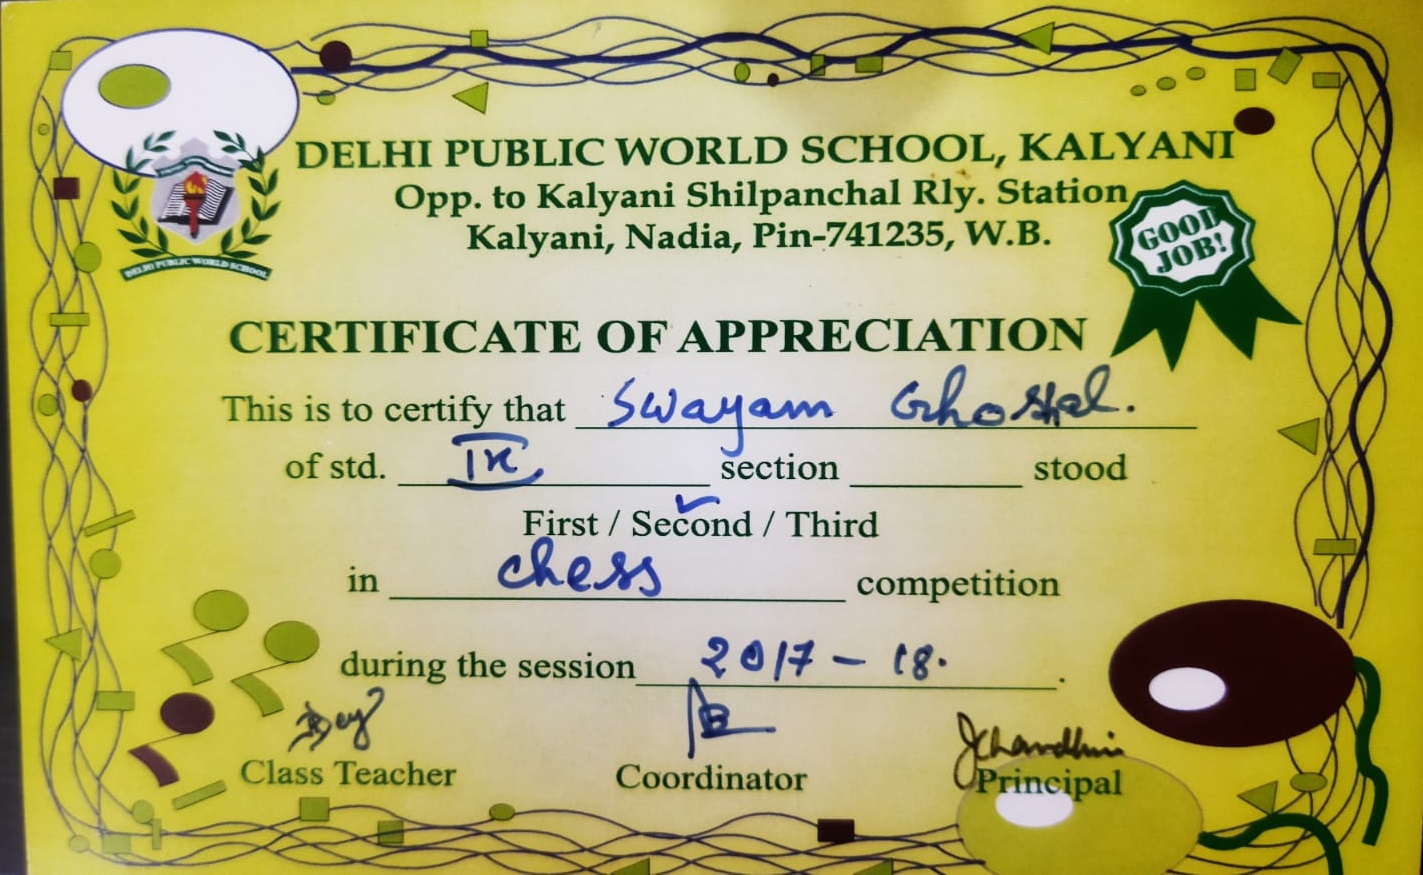 DELHI PUBLIC WORLD SCHOOL, KALYANI
Opp. to Kalyani Shilpanchal Rly. Station
Kalyani, Nadia, Pin-741235, W.B.
DELHI PUBLIC WORLD SCHOOL
GOOD
JOB!
CERTIFICATE OF APPRECIATION
This is to certify that Swayam Ghoshal.
of std. IX section stood
First / Second / Third
in chess competition
during the session 2017 - 18.
Class Teacher Coordinator Principal